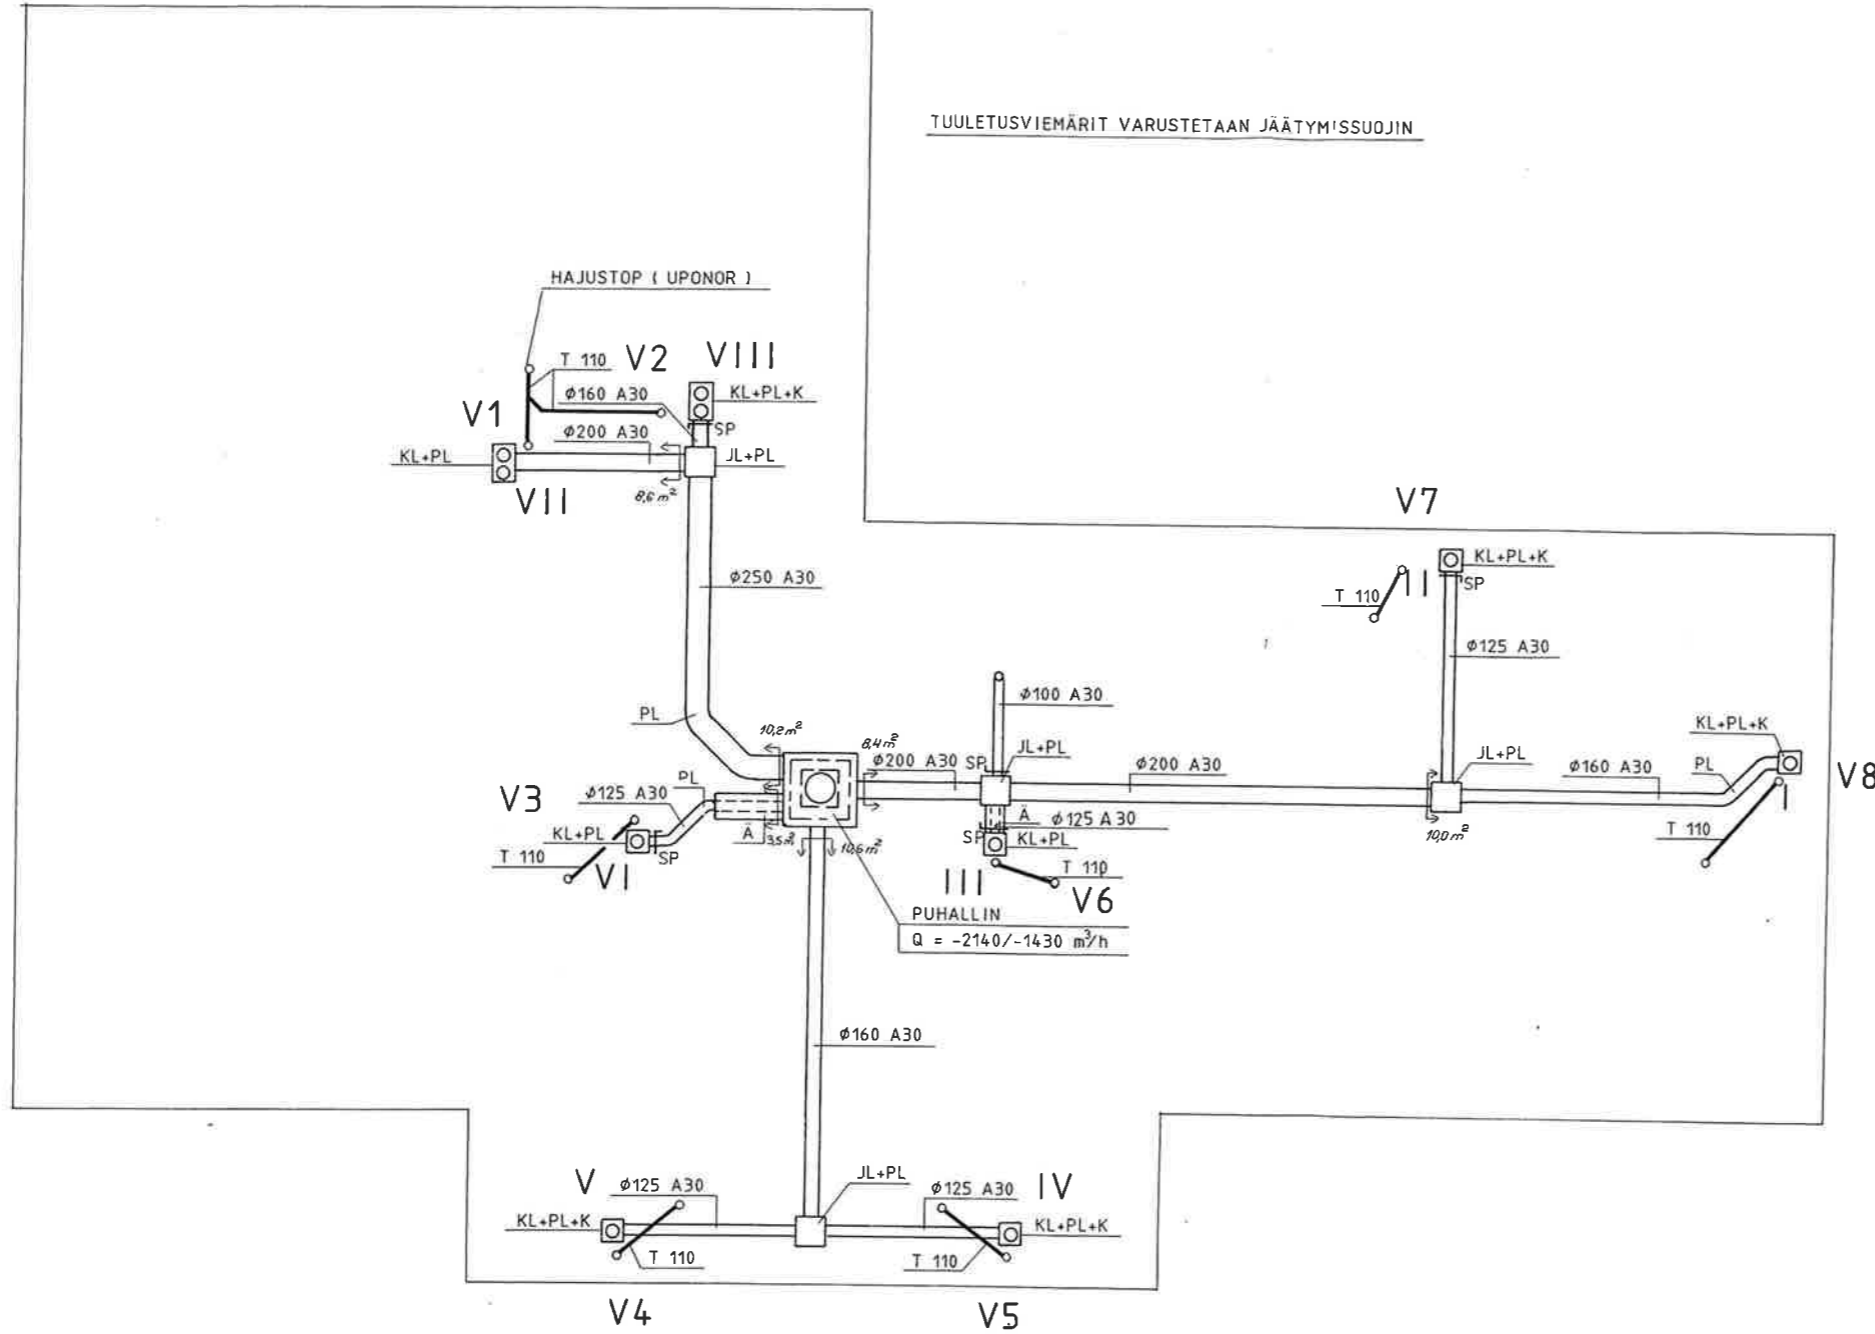 TUULETUSVIEMÄRIT VARUSTETAAN JÄÄTYMISSUOJIN
HAJUSTOP ( UPONOR )
T 110
V2
VIII
Ø160 A30
KL+PL+K
V1
SP
Ø200 A30
KL+PL
JL+PL
8,6 m²
VII
V7
KL+PL+K
SP
II
T 110
Ø250 A30
Ø125 A30
Ø100 A30
PL
10,2 m²
8,4 m²
KL+PL+K
JL+PL
Ø200 A30
SP
Ø200 A30
JL+PL
Ø160 A30
PL
V8
PL
V3
Ø125 A30
I
Ä
Ø125 A30
KL+PL
Ä
3,5 m²
10,6 m²
SP
KL+PL
10,0 m²
T 110
T 110
SP
VI
III
T 110
V6
PUHALLIN
Q = -2140/-1430 m³/h
Ø160 A30
V
Ø125 A30
JL+PL
Ø125 A30
IV
KL+PL+K
KL+PL+K
T 110
T 110
V4
V5